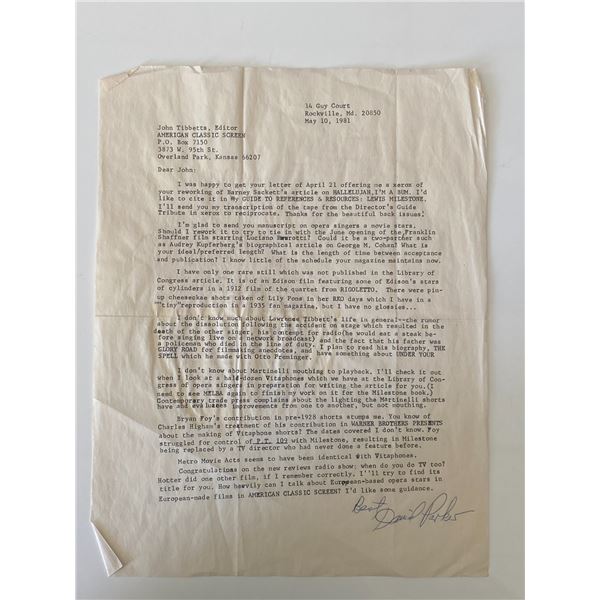 14 Guy Court
Rockville, Md. 20850
May 10, 1981
John Tibbetts, Editor
AMERICAN CLASSIC SCREEN
P.O. Box 7150
3873 W. 95th St.
Overland Park, Kansas 66207
Dear John:
I was happy to get your letter of April 21 offering me a xerox of
your reworking of Barney Sackett's article on HALLELUJAH,I'M A BUM. I'd
like to cite it in my GUIDE TO REFERENCES & RESOURCES: LEWIS MILESTONE.
I'll send you my transcription of the tape from the Director's Guide
Tribute in xerox to reciprocate. Thanks for the beautiful back issues.
I'm glad to send you manuscript on opera singers a movie stars.
Should I rework it to try to tie in with the June opening of the Franklin
Shaffner film starring Luciano Pavarotti? Could it be a two-parter such
as Audrey Kupferberg's biographical article on George M. Cohan? What is
your ideal/preferred length? What is the length of time between acceptance
and publication? I know little of the schedule your magazine maintains now.
I have only one rare still which was not published in the Library of
Congress article. It is of an Edison film featuring some of Edison's stars
of cylinders in a 1912 film of the quartet from RIGOLETTO. There were pin-
up cheesecake shots taken of Lily Pons in her RKO days which I have in a
"tiny" reproduction in a 1935 fan magazine, but I have no glossies...
I don't know much about Lawrence Tibbett's life in general--the rumor
about the dissolution following the accident on stage which resulted in the
death of the other singer, his contempt for radio(he would eat a steak be-
fore singing live on a network broadcast) and the fact that his father was
a policeman who died in the line of duty. I plan to read his biography, THE
GLORY ROAD for filmmaking anecdotes, and have something about UNDER YOUR
SPELL which he made with Otto Preminger.
I don't know about Martinelli mouthing to playback. I'll check it out
when I look at a half-dozen Vitaphones which we have at the Library of Con-
gress of opera singers in preparation for writing the article for you.(I
need to see MELBA again to finish my work on it for the Milestone book.)
Contemporary trade press complains about the lighting the Martinelli shorts
have and lauds improvements from one to another, but not mouthing.
Bryan Foy's contribution in pre-1928 shorts stumps me. You know of
Charles Higham's treatment of his contribution in WARNER BROTHERS PRESENTS
about the making of Vitaphone shorts? The dates covered I don't know. Foy
struggled for control of P.T. 109 with Milestone, resulting in Milestone
being replaced by a TV director who had never done a feature before.
Metro Movie Acts seems to have been identical with Vitaphones.
Congratulations on the new reviews radio show; when do you do TV too?
Hotter did one other film, if I remember correctly, I'll try to find its
title for you. How heavily can I talk about European-based opera stars in
European-made films in AMERICAN CLASSIC SCREEN? I'd like some guidance.
Best,
David Parker